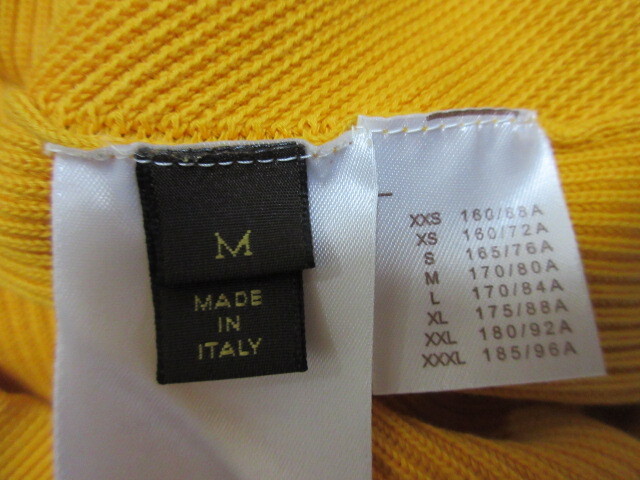 M
MADE
IN
ITALY
XXS 160/68A
XS 160/72A
S 165/76A
M 170/80A
L 170/84A
XL 175/88A
XXL 180/92A
XXXL 185/96A